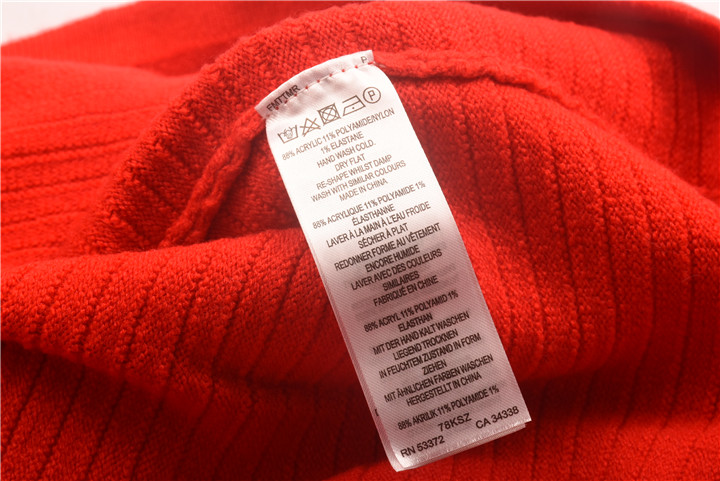 88% ACRYLIC 11% POLYAMIDE/NYLON
1% ELASTANE
HAND WASH COLD.
DRY FLAT
RE-SHAPE WHILST DAMP
WASH WITH SIMILAR COLOURS
MADE IN CHINA
88% ACRYLIQUE 11% POLYAMIDE 1%
ÉLASTHANNE
LAVER À LA MAIN À L'EAU FROIDE
SÉCHER À PLAT
REDONNER FORME AU VÊTEMENT
ENCORE HUMIDE
LAVER AVEC DES COULEURS
SIMILAIRES
FABRIQUÉ EN CHINE
88% ACRYL 11% POLYAMID 1%
ELASTHAN
MIT DER HAND KALT WASCHEN
LIEGEND TROCKNEN
IN FEUCHTEM ZUSTAND IN FORM
ZIEHEN
MIT ÄHNLICHEN FARBEN WASCHEN
HERGESTELLT IN CHINA
88% AKRILIK 11% POLYAMIDE 1%
78KSZ
RN 53372 CA 34338